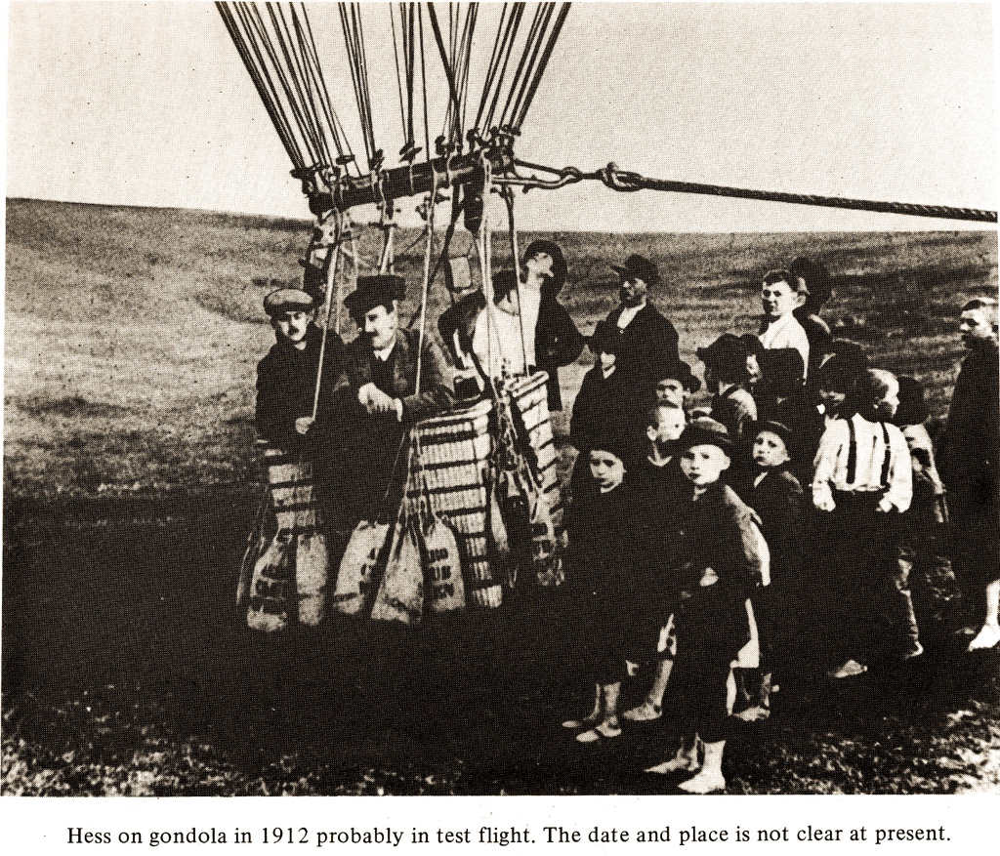 Hess on gondola in 1912 probably in test flight. The date and place is not clear at present.